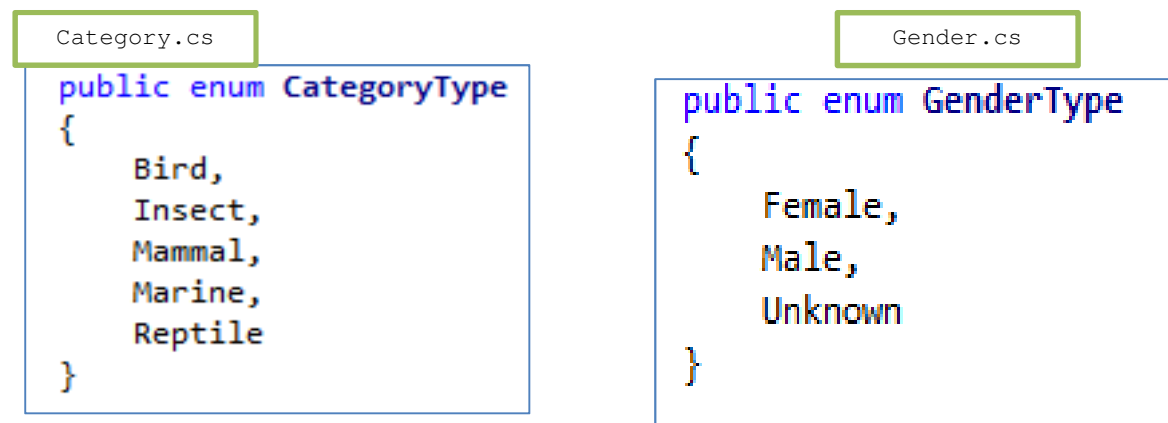 Category.cs
public enum CategoryType
{
    Bird,
    Insect,
    Mammal,
    Marine,
    Reptile
}
Gender.cs
public enum GenderType
{
    Female,
    Male,
    Unknown
}